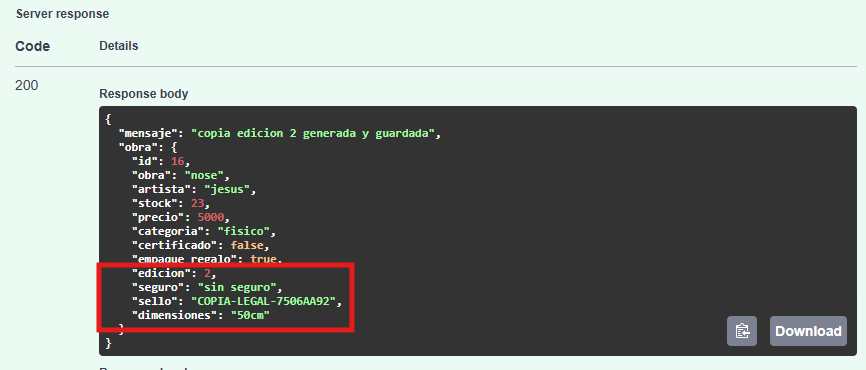 Server response
Code Details
200
Response body
{
"mensaje": "copia edicion 2 generada y guardada",
"obra": {
"id": 16,
"obra": "nose",
"artista": "jesus",
"stock": 23,
"precio": 5000,
"categoria": "fisico",
"certificado": false,
"empaque_regalo": true,
"edicion": 2,
"seguro": "sin seguro",
"sello": "COPIA-LEGAL-7506AA92",
"dimensiones": "50cm"
}
}
Download